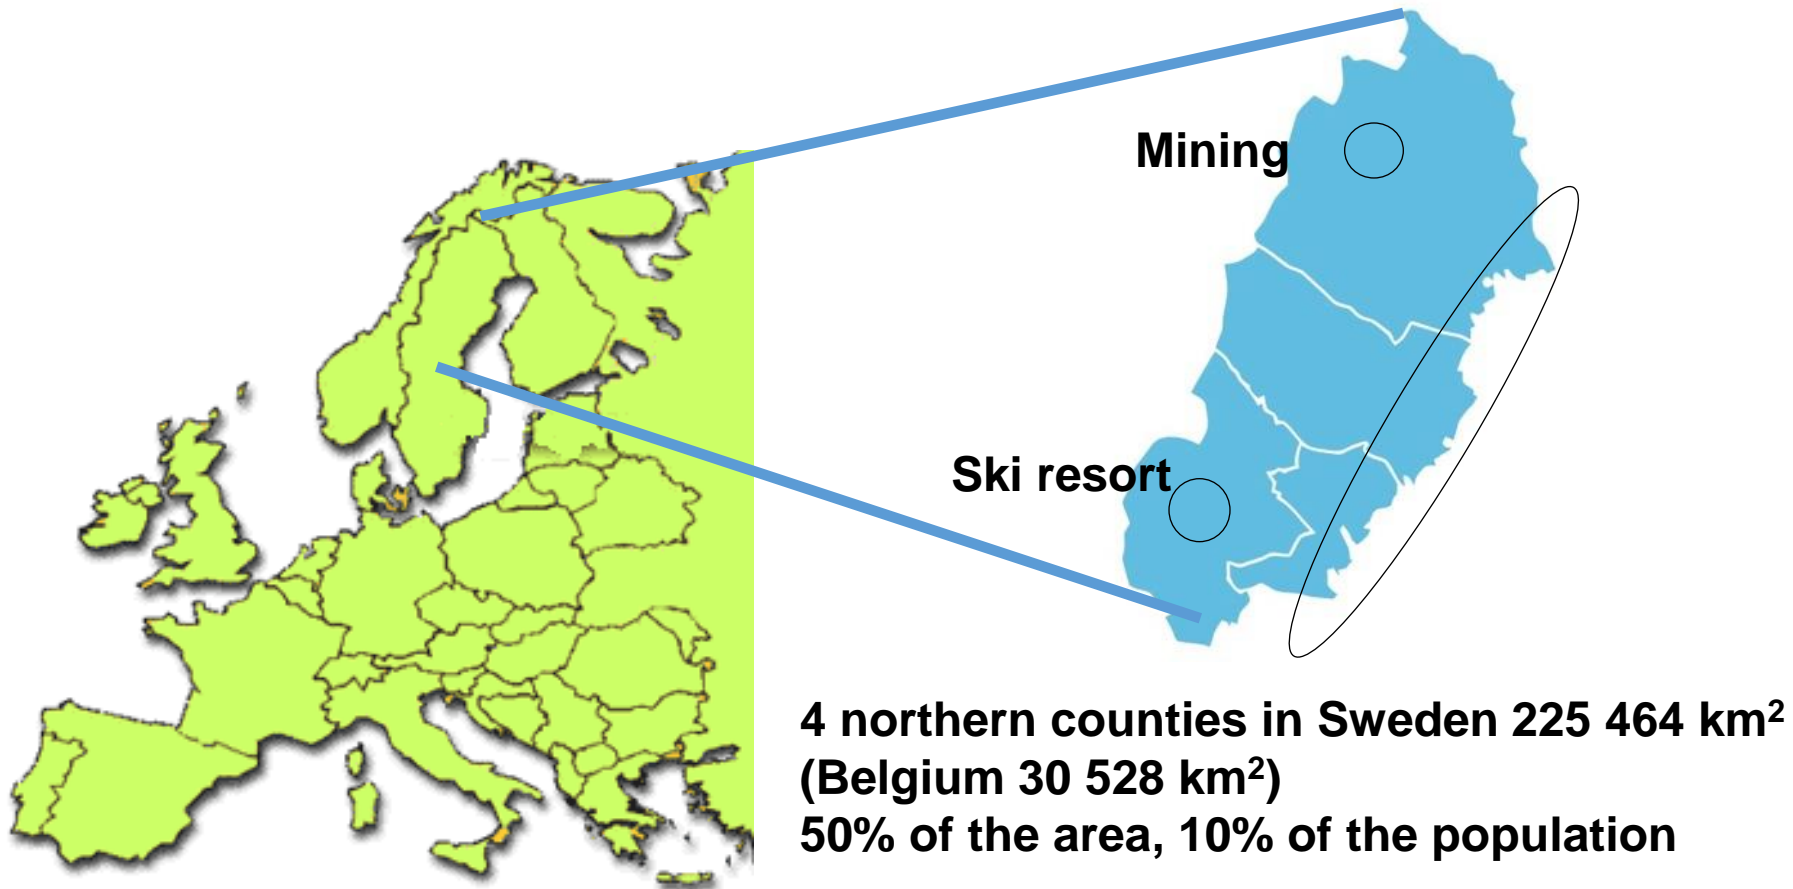 Mining
Ski resort
4 northern counties in Sweden 225 464 km²
(Belgium 30 528 km²)
50% of the area, 10% of the population